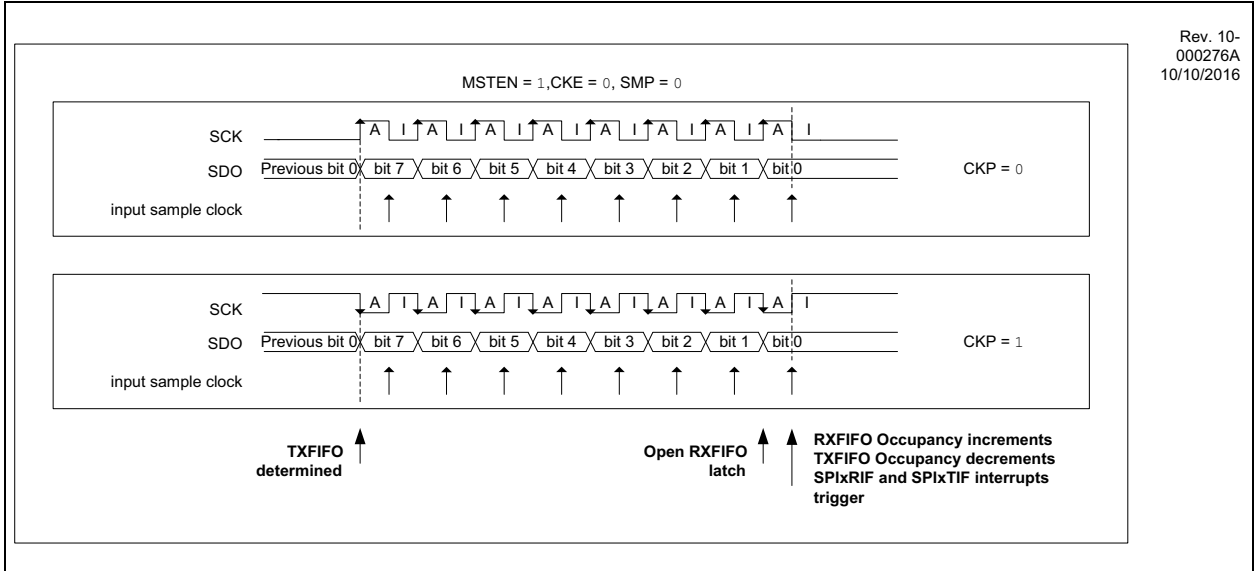 Rev. 10-
000276A
10/10/2016
MSTEN = 1,CKE = 0, SMP = 0
SCK A I A I A I A I A I A I A I A I
SDO Previous bit 0 bit 7 bit 6 bit 5 bit 4 bit 3 bit 2 bit 1 bit 0 CKP = 0
input sample clock
SCK A I A I A I A I A I A I A I A I
SDO Previous bit 0 bit 7 bit 6 bit 5 bit 4 bit 3 bit 2 bit 1 bit 0 CKP = 1
input sample clock
TXFIFO
determined
Open RXFIFO
latch
RXFIFO Occupancy increments
TXFIFO Occupancy decrements
SPIxRIF and SPIxTIF interrupts
trigger